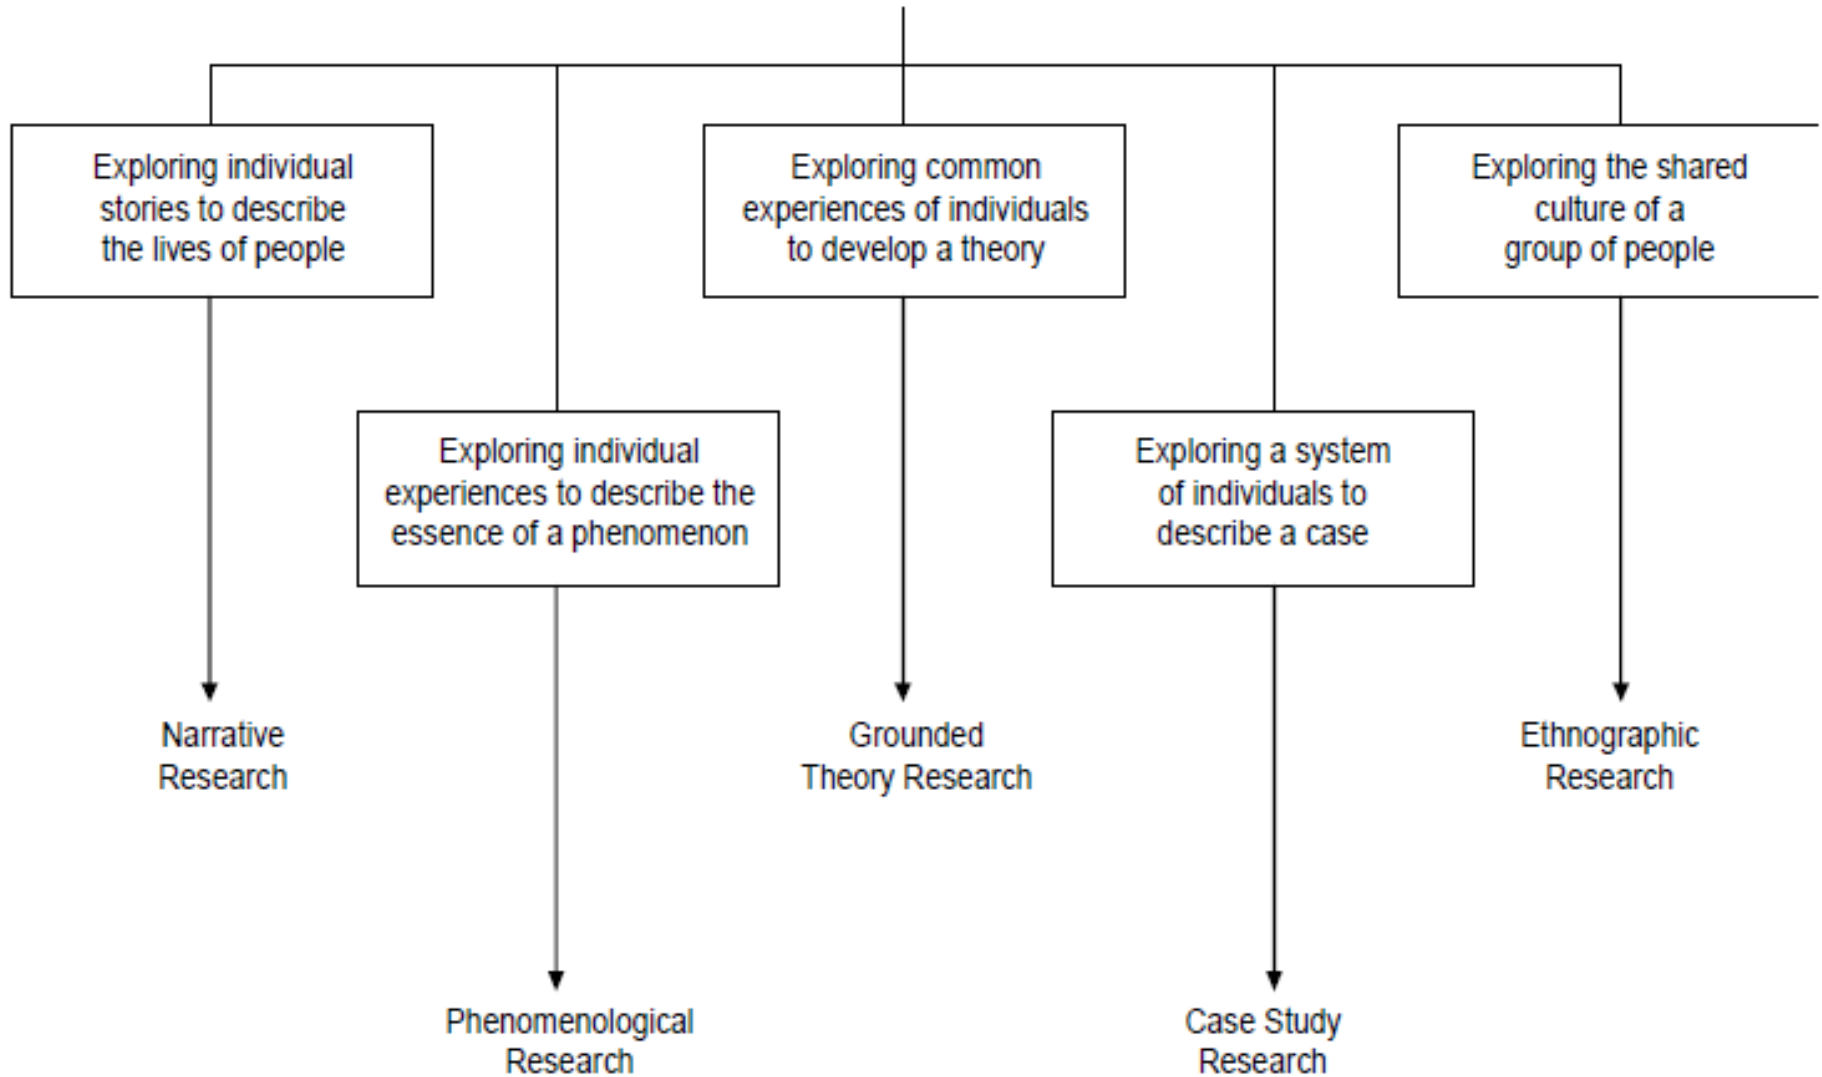 Exploring individual
stories to describe
the lives of people
Exploring common
experiences of individuals
to develop a theory
Exploring the shared
culture of a
group of people
Exploring individual
experiences to describe the
essence of a phenomenon
Exploring a system
of individuals to
describe a case
Narrative
Research
Grounded
Theory Research
Ethnographic
Research
Phenomenological
Research
Case Study
Research